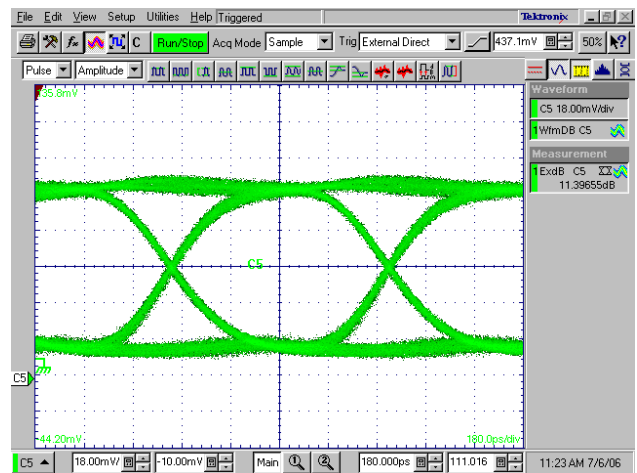 File Edit View Setup Utilities Help Triggered Tektronix
C Run/Stop Acq Mode Sample Trig External Direct 437.1mV 50%
Pulse Amplitude
35.8mV
Waveform
C5 18.00mV/div
1WfmDB C5
Measurement
1ExdB C5
11.39655dB
C5
C5
-44.20mV 180.0ps/div
C5 18.00mV/ -10.00mV Main 180.000ps 111.016 11:23 AM 7/6/06